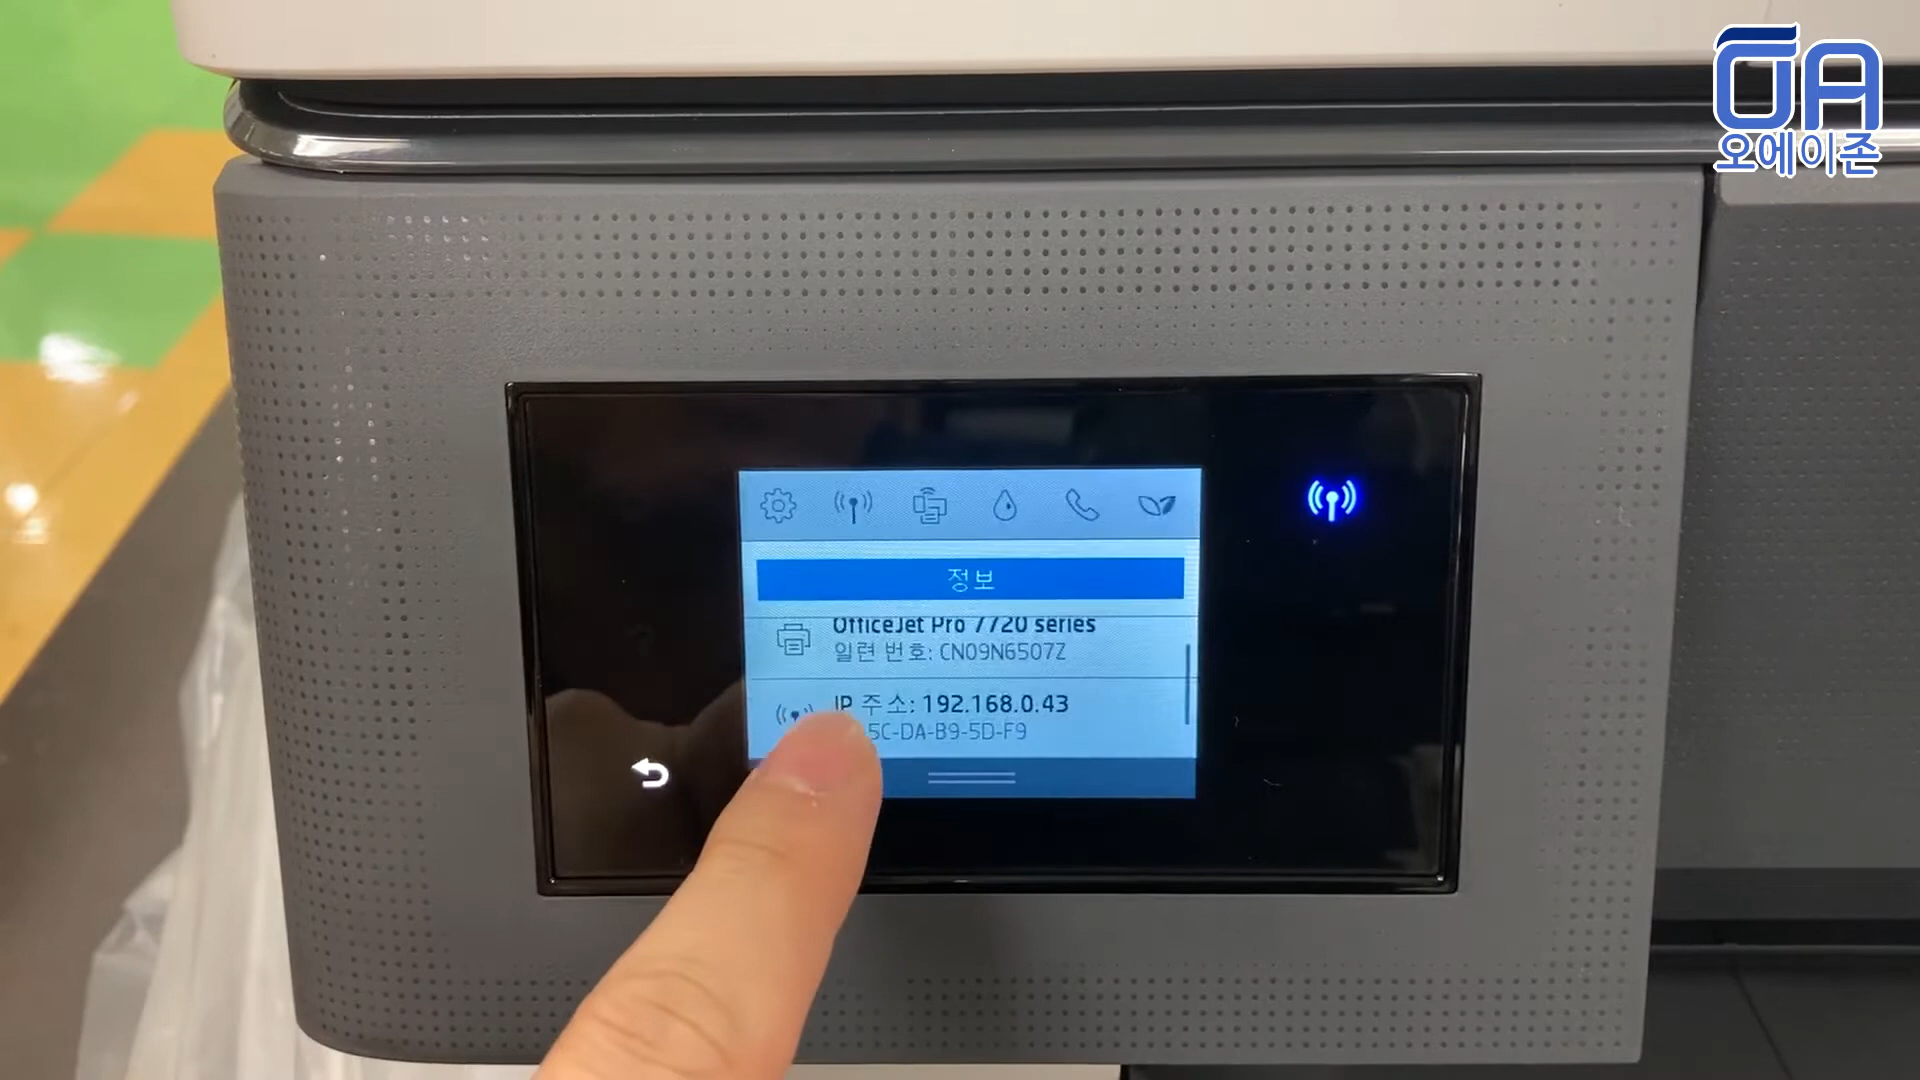 OA
오에이존
정보
OfficeJet Pro 7720 series
일련 번호: CN09N6507Z
IP 주소: 192.168.0.43
5C-DA-B9-5D-F9